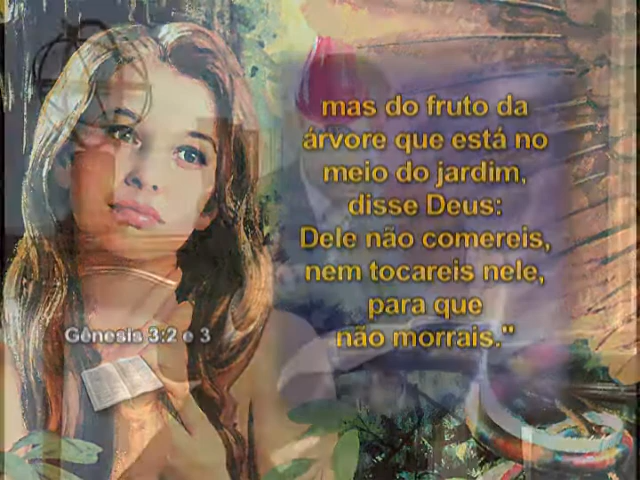 mas do fruto da
árvore que está no
meio do jardim,
disse Deus:
Dele não comereis,
nem tocareis nele,
para que
não morrais."
Gênesis 3:2 e 3